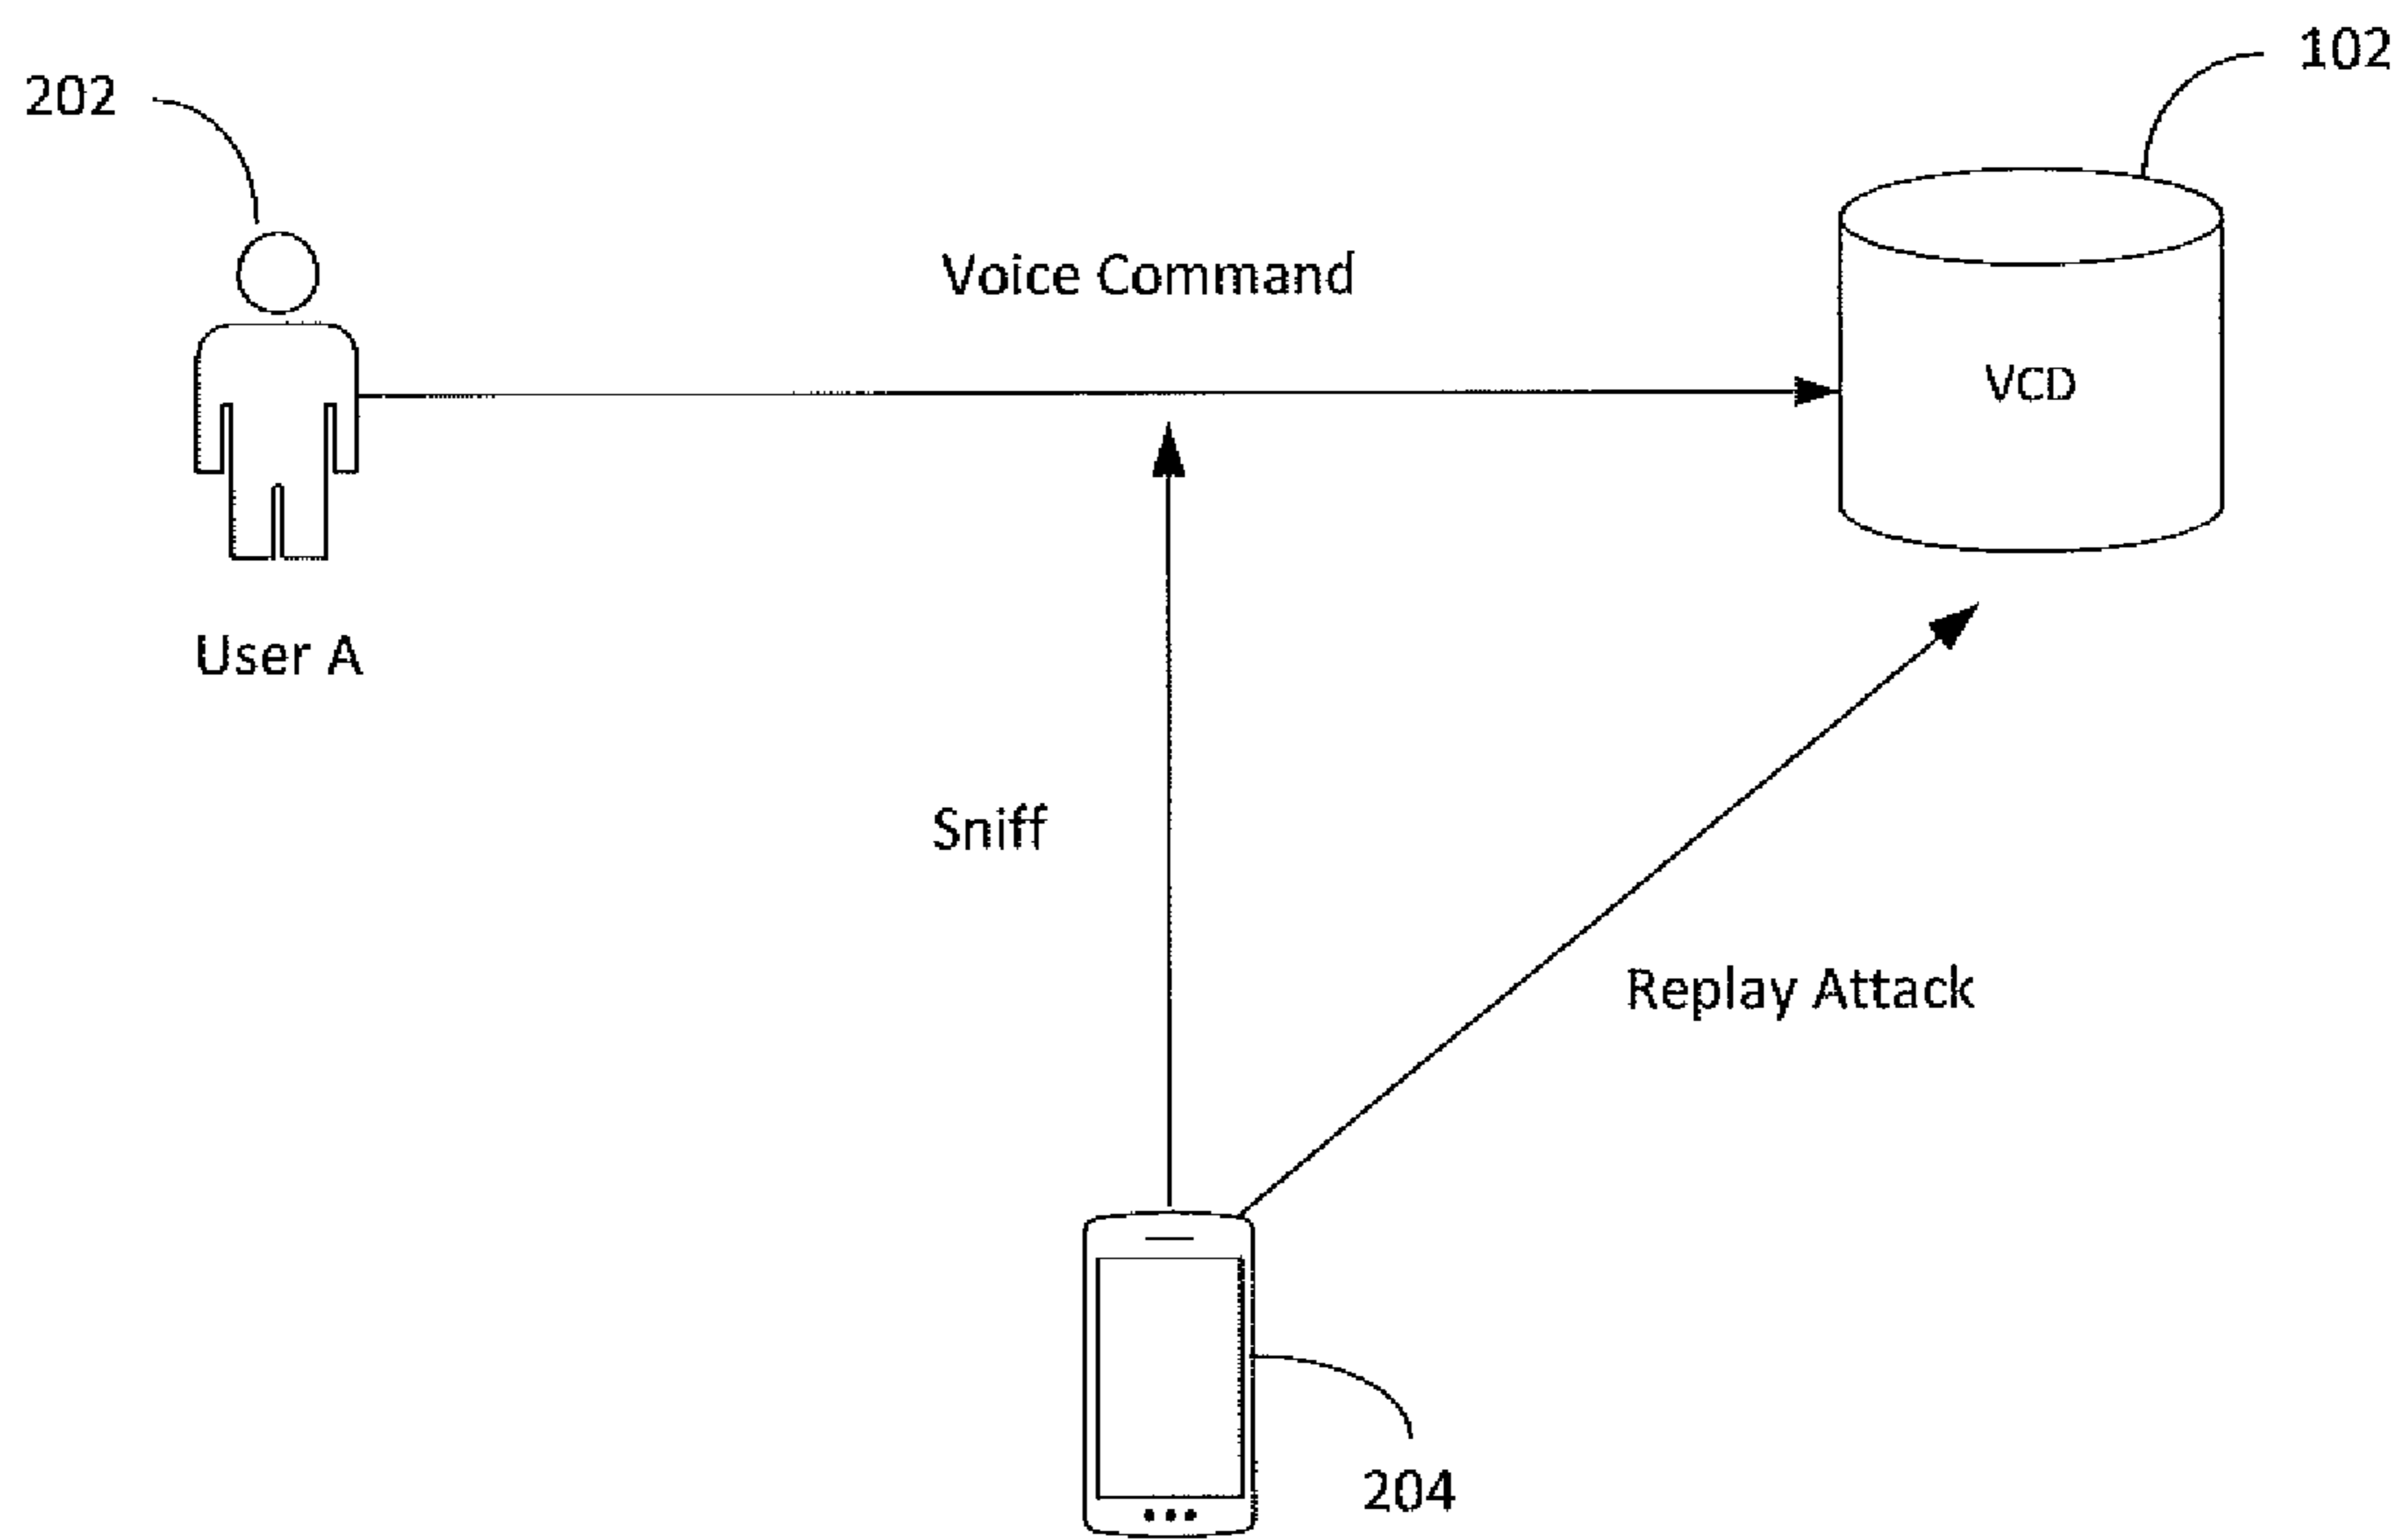 102
202
Voice Command
VCD
User A
Sniff
Replay Attack
204